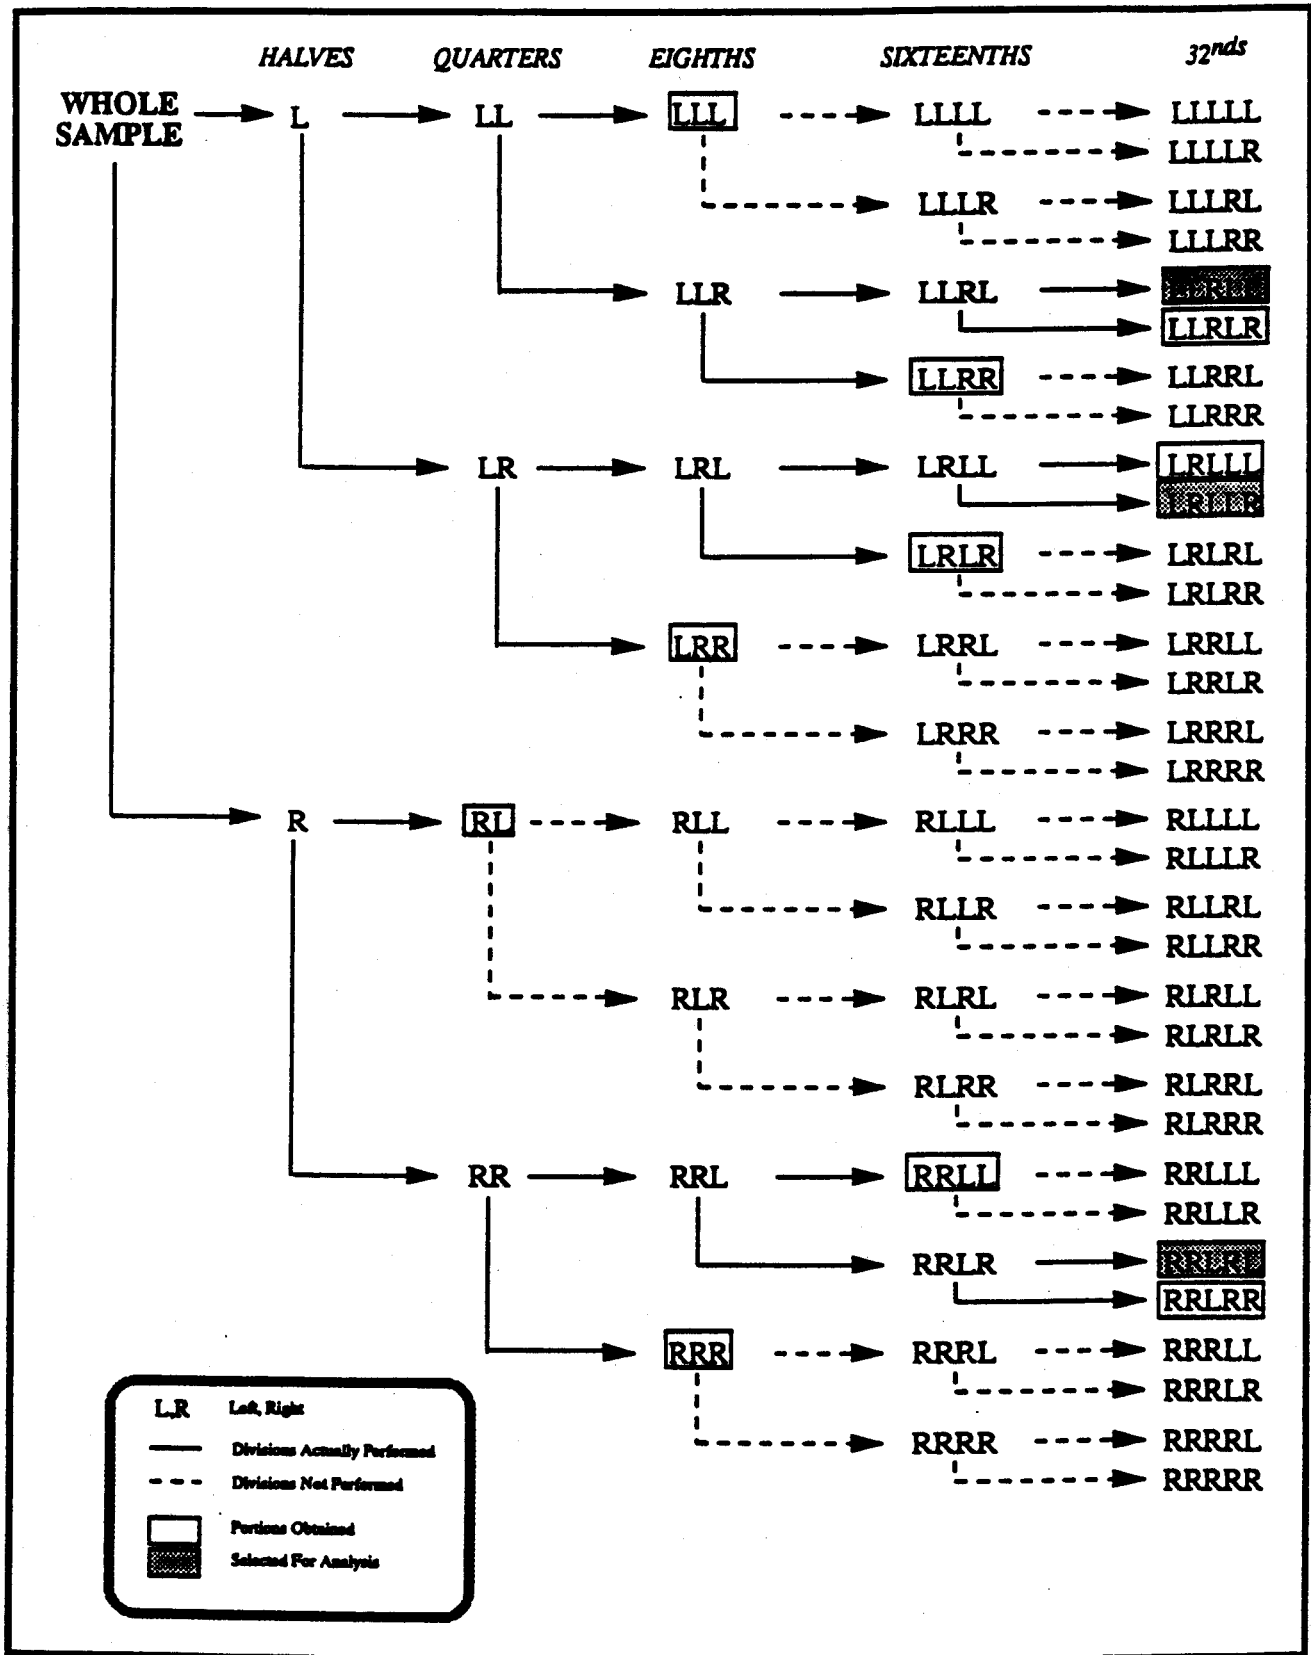 HALVES QUARTERS EIGHTHS SIXTEENTHS 32nds
WHOLE SAMPLE L LL LLL LLLL LLLLL
LLLLR
LLLR LLLRL
LLLRR
LLR LLRL
LLRLR
LLRR LLRRL
LLRRR
LR LRL LRLL LRLLL
LRLLR
LRLR LRLRL
LRLRR
LRR LRRL LRRLL
LRRLR
LRRR LRRRL
LRRRR
R RL RLL RLLL RLLLL
RLLLR
RLLR RLLRL
RLLRR
RLR RLRL RLRLL
RLRLR
RLRR RLRRL
RLRRR
RR RRL RRLL RRLLL
RRLLR
RRLR RRLRL
RRLRR
RRR RRRL RRRLL
RRRLR
RRRR RRRRL
RRRRR
L,R Left, Right
Divisions Actually Performed
Divisions Not Performed
Portions Obtained
Selected For Analysis